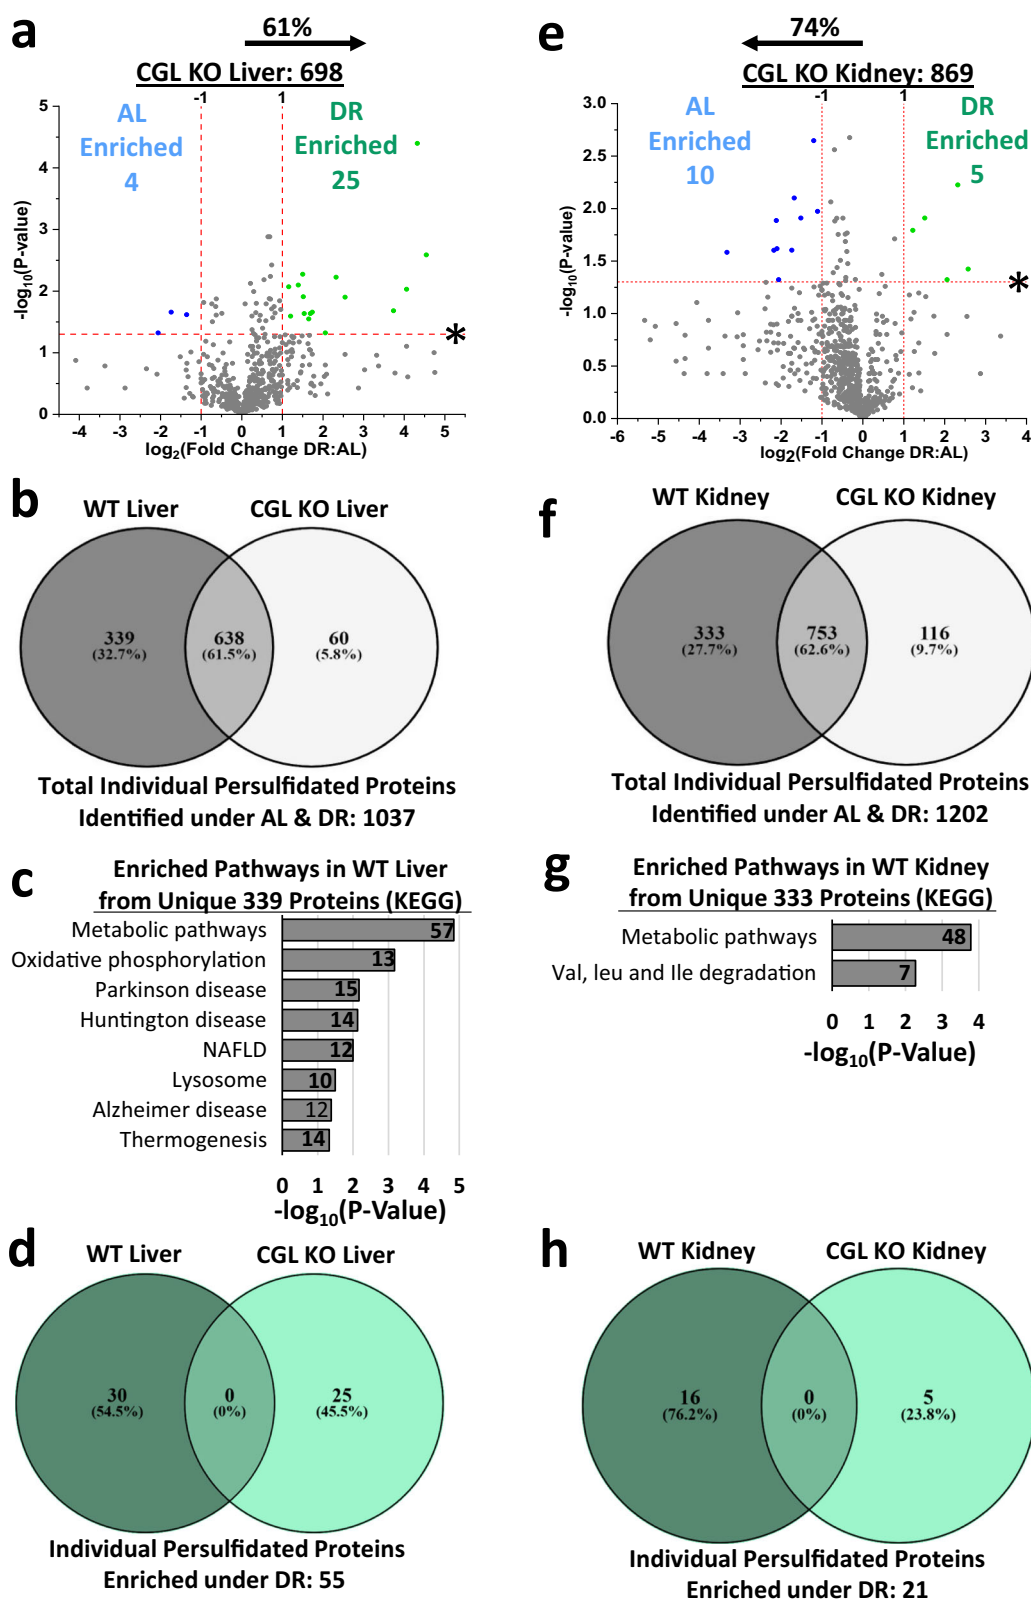 a
61%
CGL KO Liver: 698
-1
1
AL
Enriched
4
DR
Enriched
25
5
4
3
2
1
0
-log10(P-value)
*
-4 -3 -2 -1 0 1 2 3 4 5
log2(Fold Change DR:AL)
b
WT Liver
CGL KO Liver
339
(32.7%)
638
(61.5%)
60
(5.8%)
Total Individual Persulfidated Proteins
Identified under AL & DR: 1037
c
Enriched Pathways in WT Liver
from Unique 339 Proteins (KEGG)
Metabolic pathways 57
Oxidative phosphorylation 13
Parkinson disease 15
Huntington disease 14
NAFLD 12
Lysosome 10
Alzheimer disease 12
Thermogenesis 14
0 1 2 3 4 5
-log10(P-Value)
d
WT Liver
CGL KO Liver
30
(54.5%)
0
(0%)
25
(45.5%)
Individual Persulfidated Proteins
Enriched under DR: 55
e
74%
CGL KO Kidney: 869
-1
1
AL
Enriched
10
DR
Enriched
5
3.0
2.5
2.0
1.5
1.0
0.5
0.0
-log10(P-value)
*
-6 -5 -4 -3 -2 -1 0 1 2 3 4
log2(Fold Change DR:AL)
f
WT Kidney
CGL KO Kidney
333
(27.7%)
753
(62.6%)
116
(9.7%)
Total Individual Persulfidated Proteins
Identified under AL & DR: 1202
g
Enriched Pathways in WT Kidney
from Unique 333 Proteins (KEGG)
Metabolic pathways 48
Val, leu and Ile degradation 7
0 1 2 3 4
-log10(P-Value)
h
WT Kidney
CGL KO Kidney
16
(76.2%)
0
(0%)
5
(23.8%)
Individual Persulfidated Proteins
Enriched under DR: 21